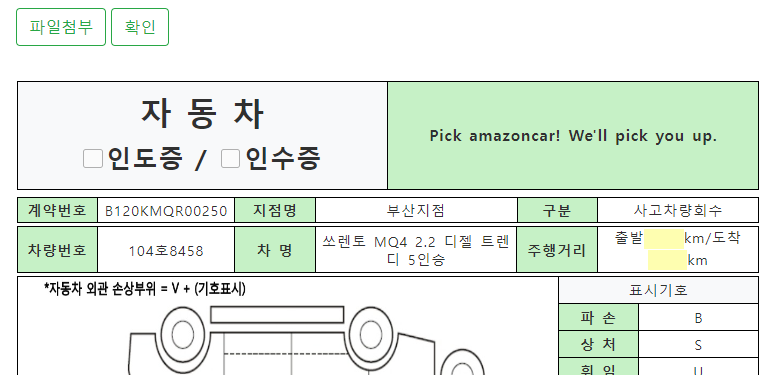 파일첨부 확인
자 동 차
인도증 / 인수증
Pick amazoncar! We'll pick you up.
계약번호 B120KMQR00250 지점명 부산지점 구분 사고차량회수
차량번호 104호8458 차 명 쏘렌토 MQ4 2.2 디젤 트렌
디 5인승 주행거리 출발 km/도착
km
*자동차 외관 손상부위 = V + (기호표시) 표시기호
파 손 B
상 처 S
휘 임 U